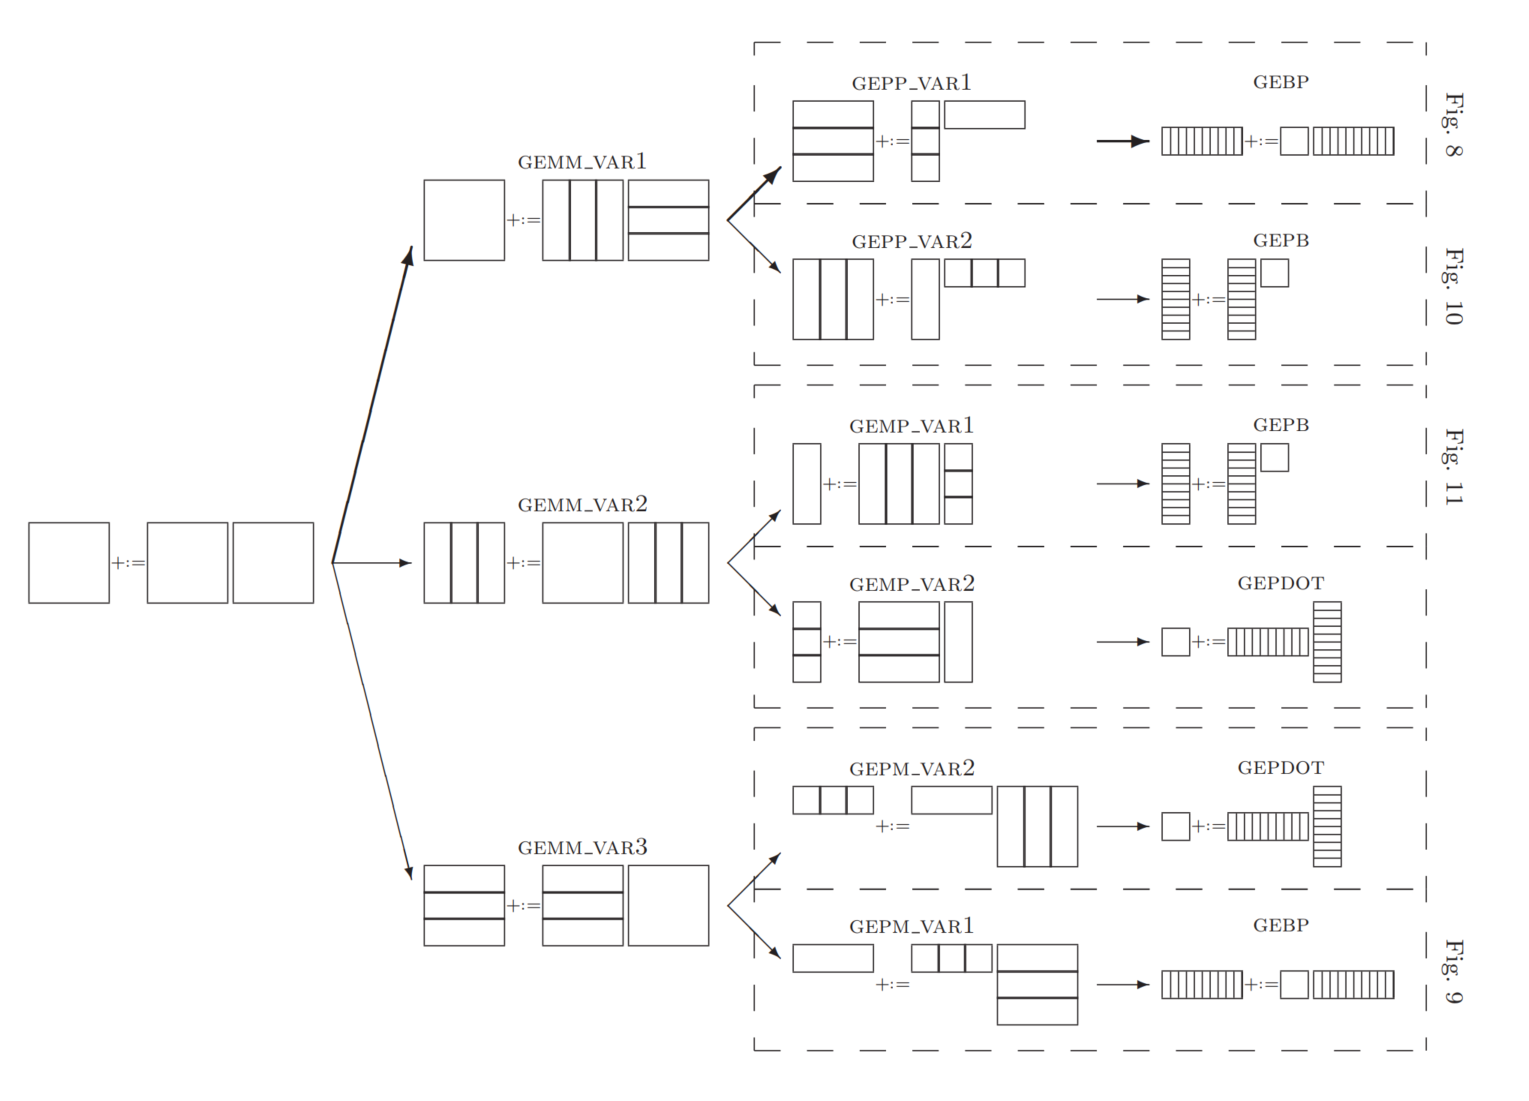 GEPP_VAR1
GEBP
Fig. 8
+:=
+:=
GEMM_VAR1
+:=
GEPP_VAR2
GEPB
Fig. 10
+:=
+:=
GEMP_VAR1
GEPB
Fig. 11
+:=
+:=
GEMM_VAR2
+:=
+:=
GEMP_VAR2
GEPDOT
+:=
+:=
GEPM_VAR2
GEPDOT
+:=
+:=
GEMM_VAR3
+:=
GEPM_VAR1
GEBP
Fig. 9
+:=
+:=